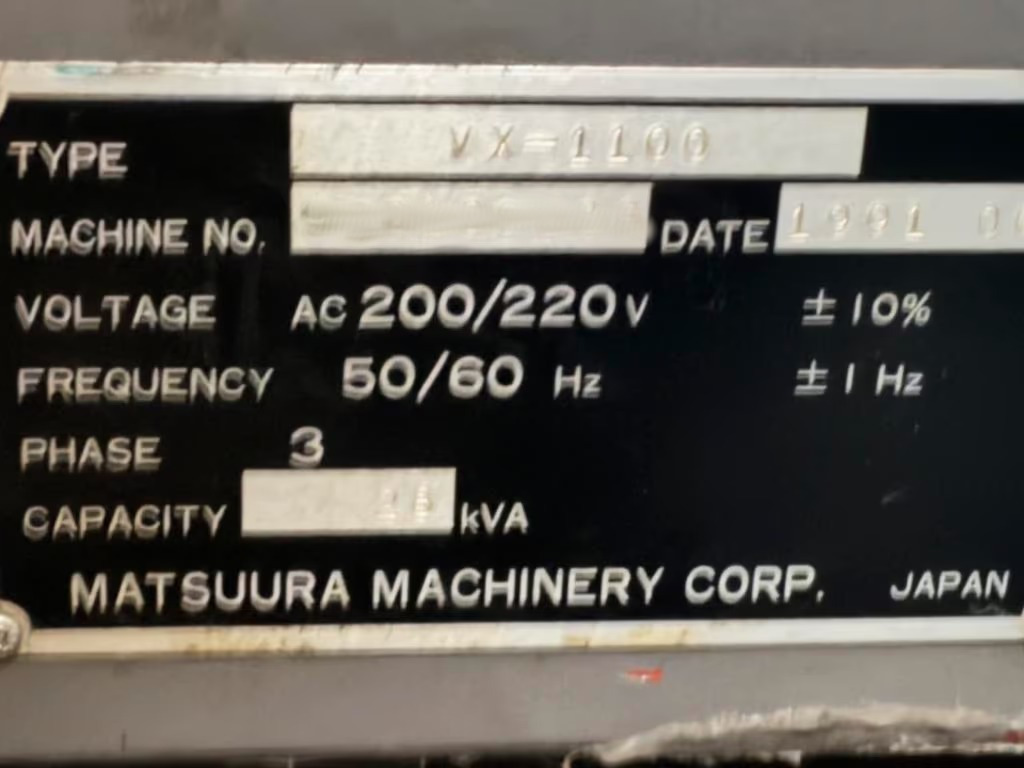 TYPE VX-1100
MACHINE NO. DATE 1991
VOLTAGE AC 200/220 V ±10%
FREQUENCY 50/60 Hz ±1 Hz
PHASE 3
CAPACITY kVA
MATSUURA MACHINERY CORP. JAPAN